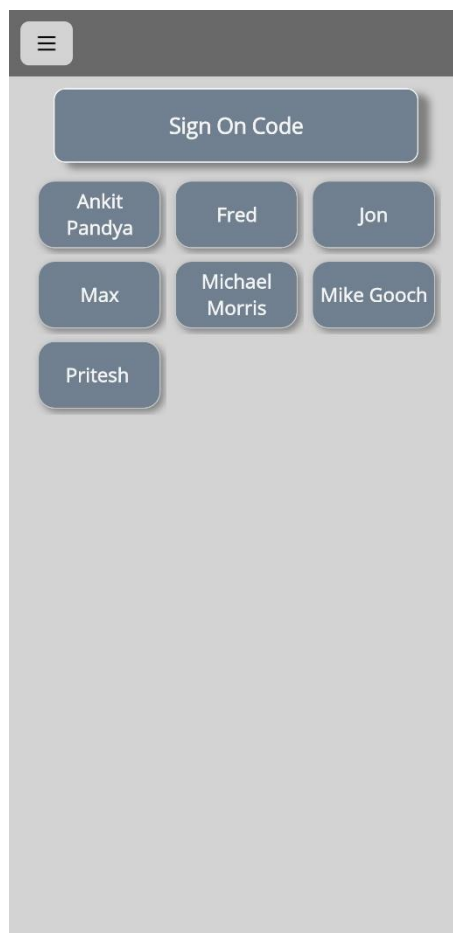 Sign On Code
Ankit
Pandya
Fred
Jon
Max
Michael
Morris
Mike Gooch
Pritesh